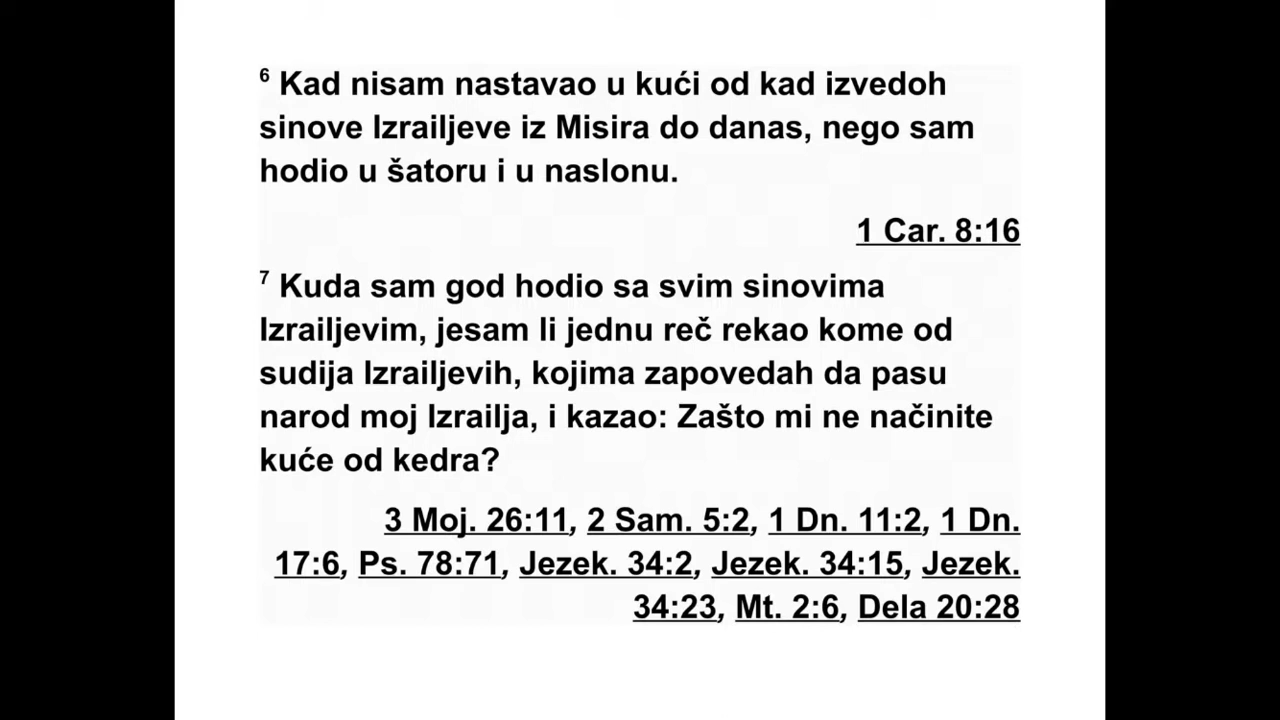 6 Kad nisam nastavao u kući od kad izvedoh
sinove Izrailjeve iz Misira do danas, nego sam
hodio u šatoru i u naslonu.
1 Car. 8:16
7 Kuda sam god hodio sa svim sinovima
Izrailjevim, jesam li jednu reč rekao kome od
sudija Izrailjevih, kojima zapovedah da pasu
narod moj Izrailja, i kazao: Zašto mi ne načinite
kuće od kedra?
3 Moj. 26:11, 2 Sam. 5:2, 1 Dn. 11:2, 1 Dn.
17:6, Ps. 78:71, Jezek. 34:2, Jezek. 34:15, Jezek.
34:23, Mt. 2:6, Dela 20:28